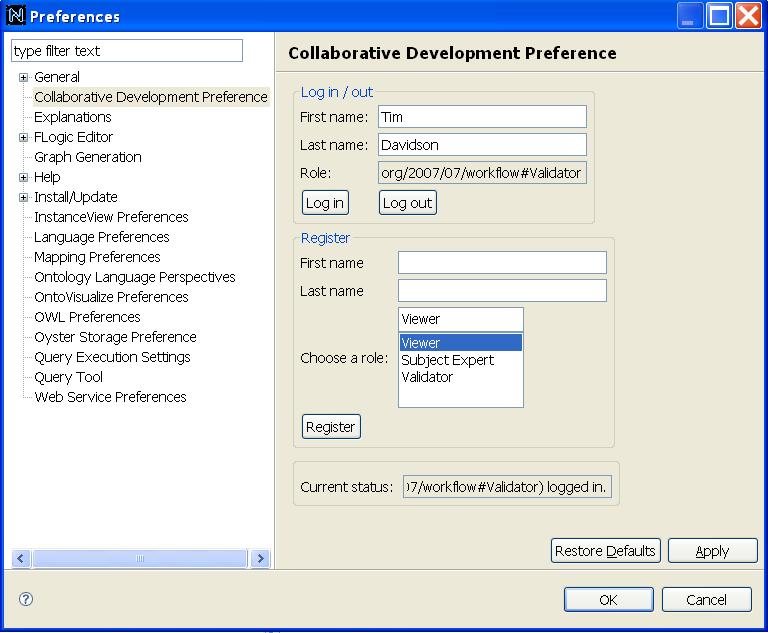 Preferences
type filter text
General
Collaborative Development Preference
Explanations
FLogic Editor
Graph Generation
Help
Install/Update
InstanceView Preferences
Language Preferences
Mapping Preferences
Ontology Language Perspectives
OntoVisualize Preferences
OWL Preferences
Oyster Storage Preference
Query Execution Settings
Query Tool
Web Service Preferences
Collaborative Development Preference
Log in / out
First name: Tim
Last name: Davidson
Role: org/2007/07/workflow#Validator
Log in Log out
Register
First name
Last name
Viewer
Choose a role:
Viewer
Subject Expert
Validator
Register
Current status: 07/workflow#Validator) logged in.
Restore Defaults Apply
OK Cancel